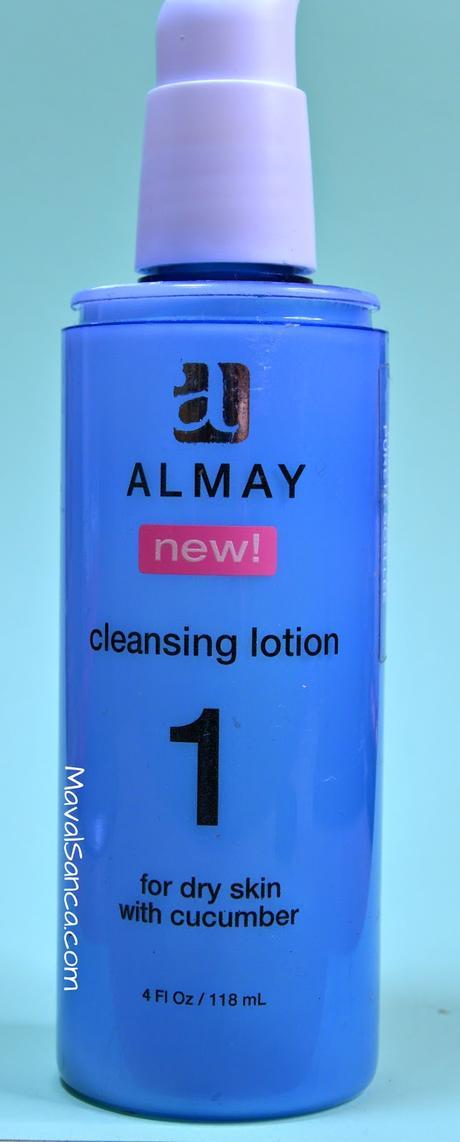 a
ALMAY
new!
cleansing lotion
1
for dry skin
with cucumber
4 Fl Oz / 118 mL
MavalSanca.com